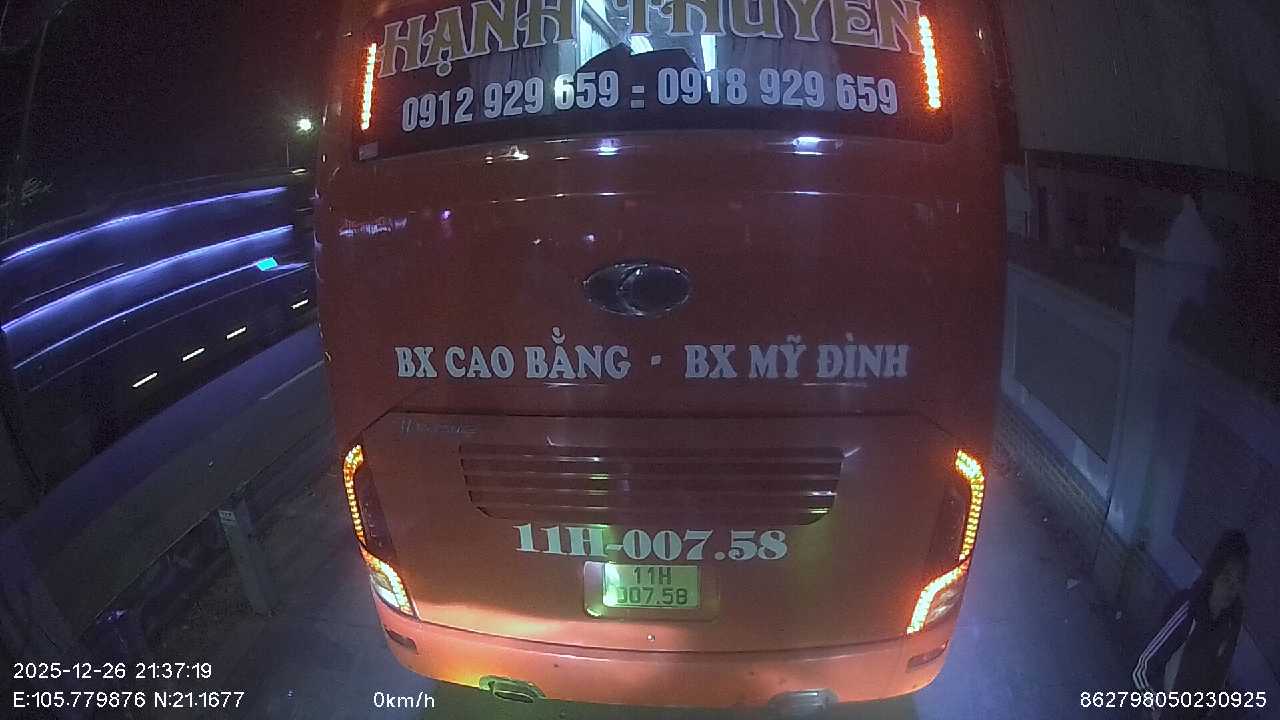 HẠNH THUYÊN
0912 929 659 = 0918 929 659
BX CAO BẰNG - BX MỸ ĐÌNH
11H-007.58
11H
007.58
2025-12-26 21:37:19
E:105.779876 N:21.1677
0km/h
862798050230925